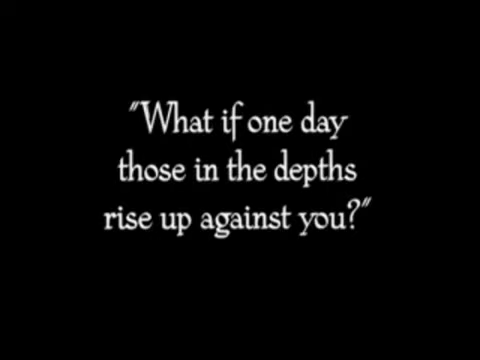 "What if one day
those in the depths
rise up against you?"